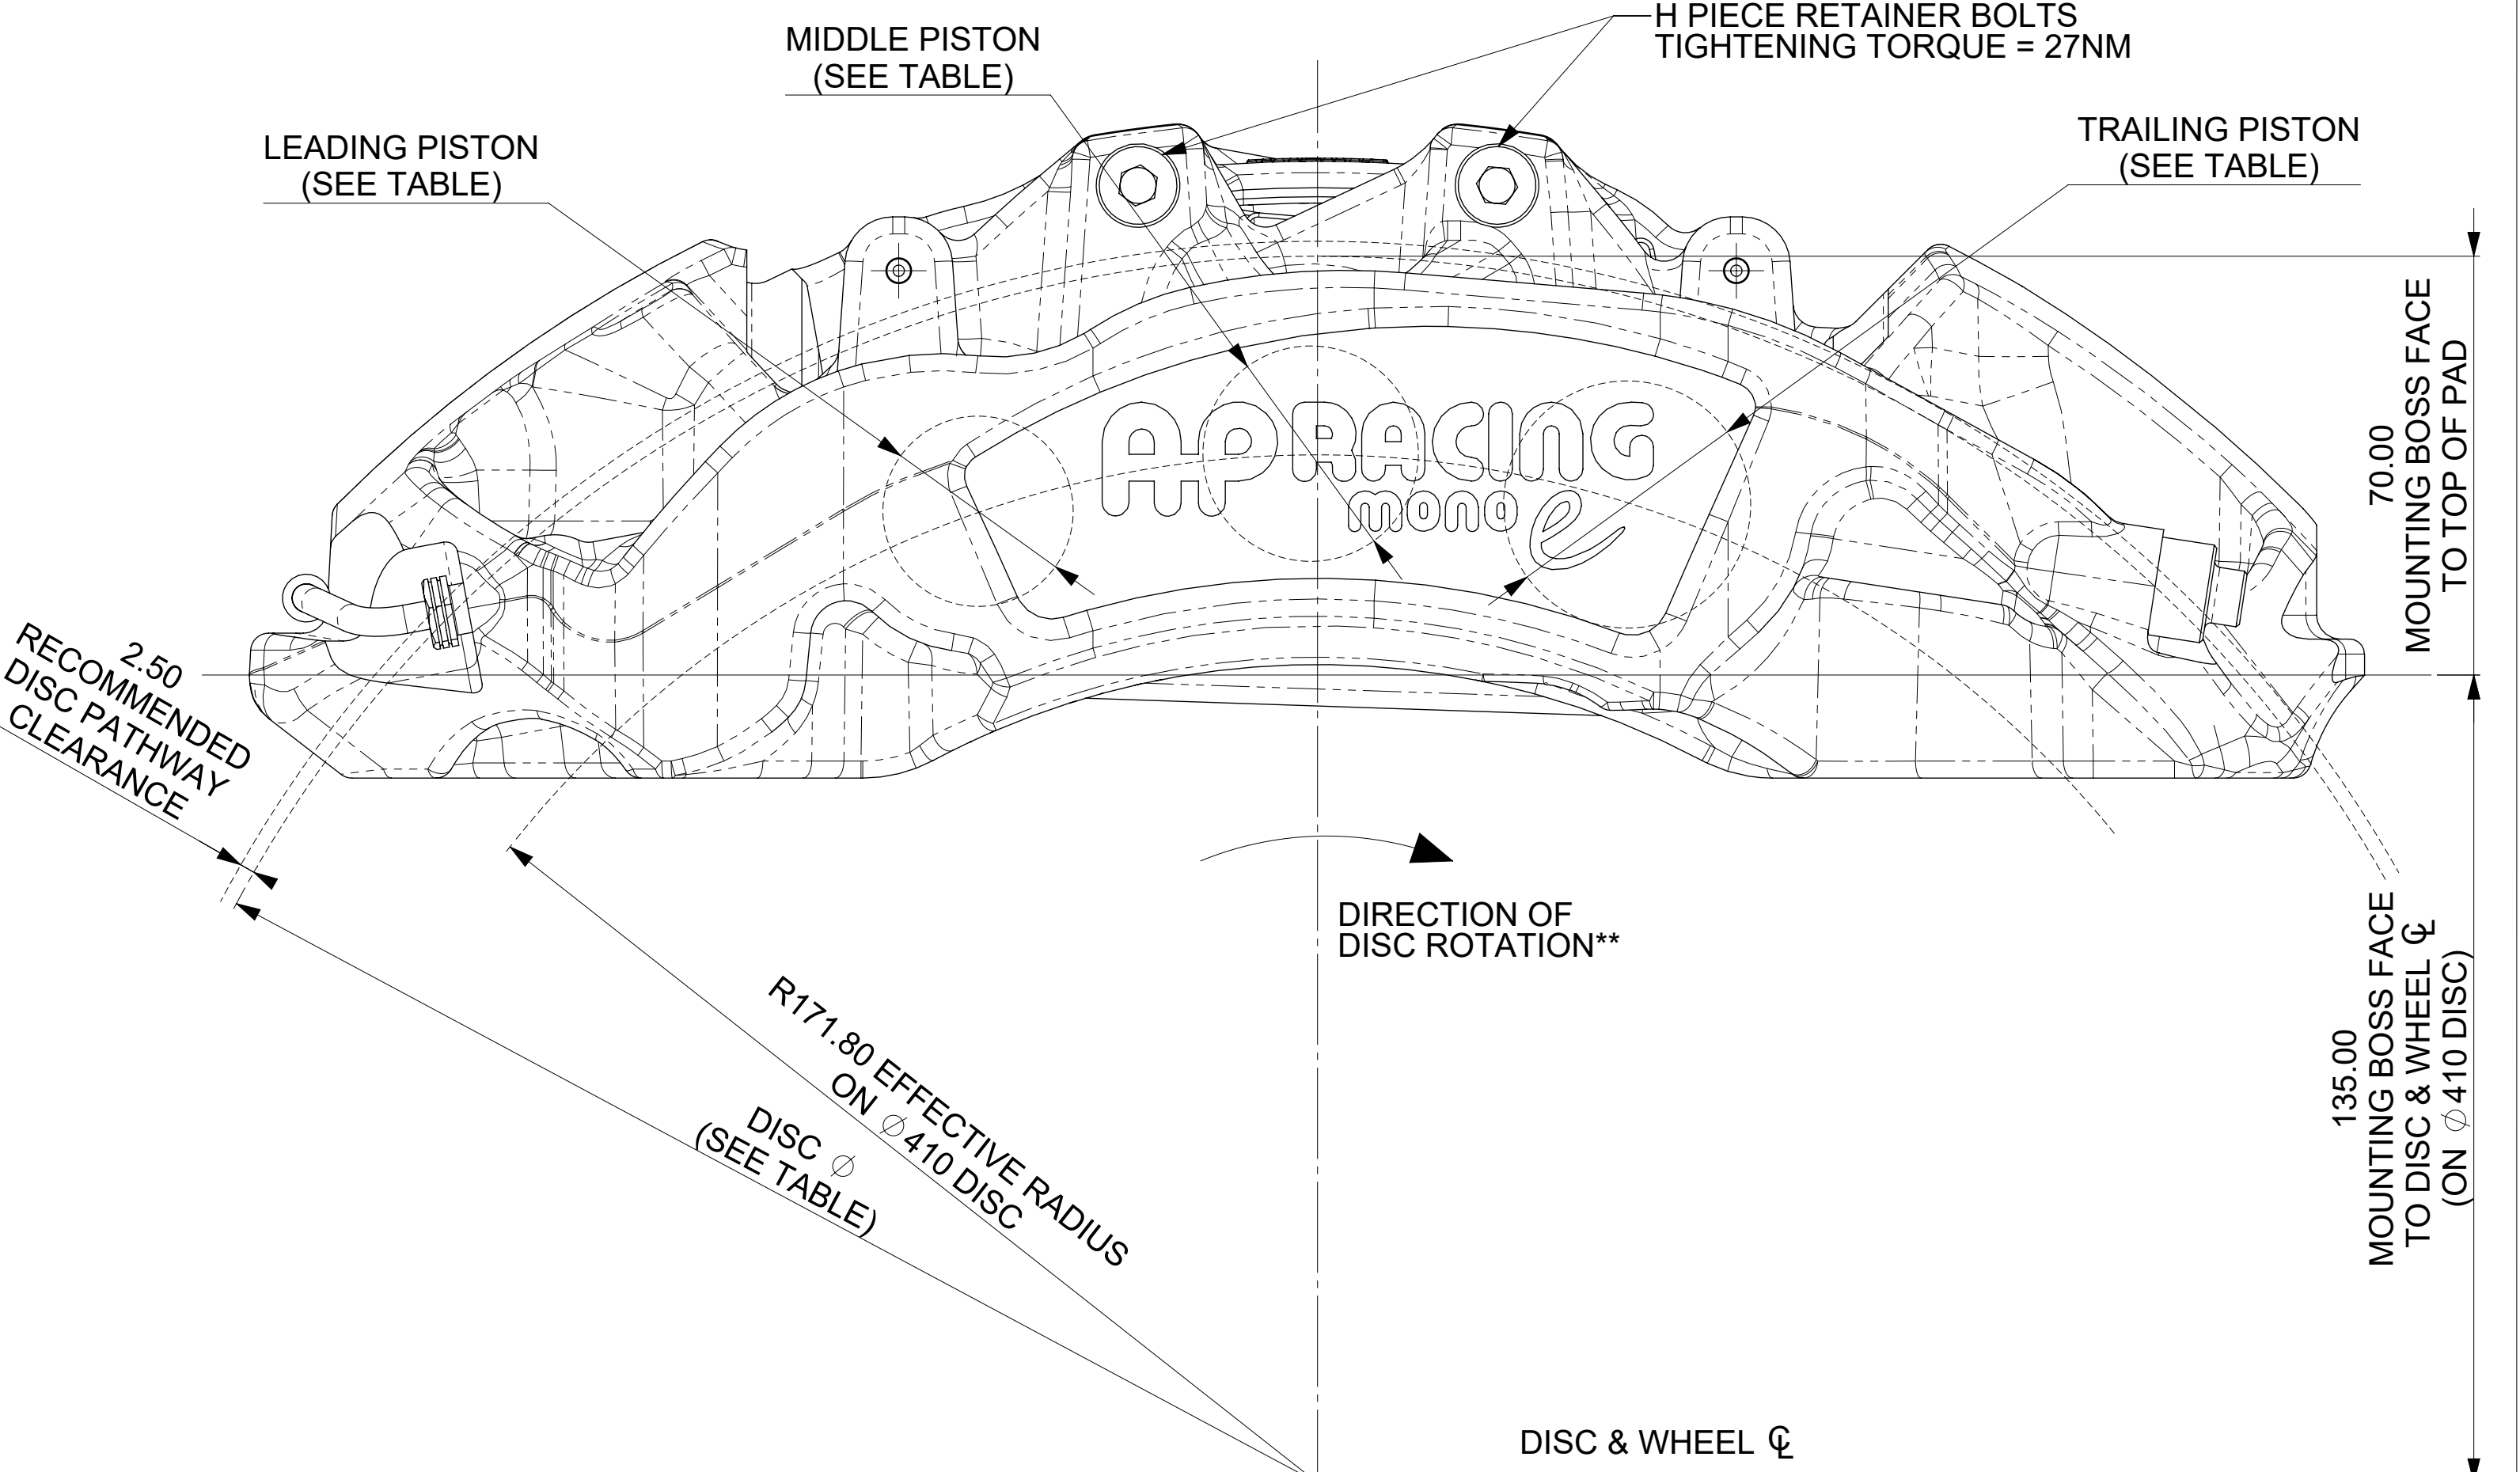 H PIECE RETAINER BOLTS
TIGHTENING TORQUE = 27NM
MIDDLE PISTON
(SEE TABLE)
LEADING PISTON
(SEE TABLE)
TRAILING PISTON
(SEE TABLE)
AP RACING
mono e
70.00
MOUNTING BOSS FACE
TO TOP OF PAD
2.50
RECOMMENDED
DISC PATHWAY
CLEARANCE
DIRECTION OF
DISC ROTATION**
R171.80 EFFECTIVE RADIUS
ON ∅410 DISC
DISC ∅
(SEE TABLE)
135.00
MOUNTING BOSS FACE
TO DISC & WHEEL ℄
(ON ∅410 DISC)
DISC & WHEEL ℄